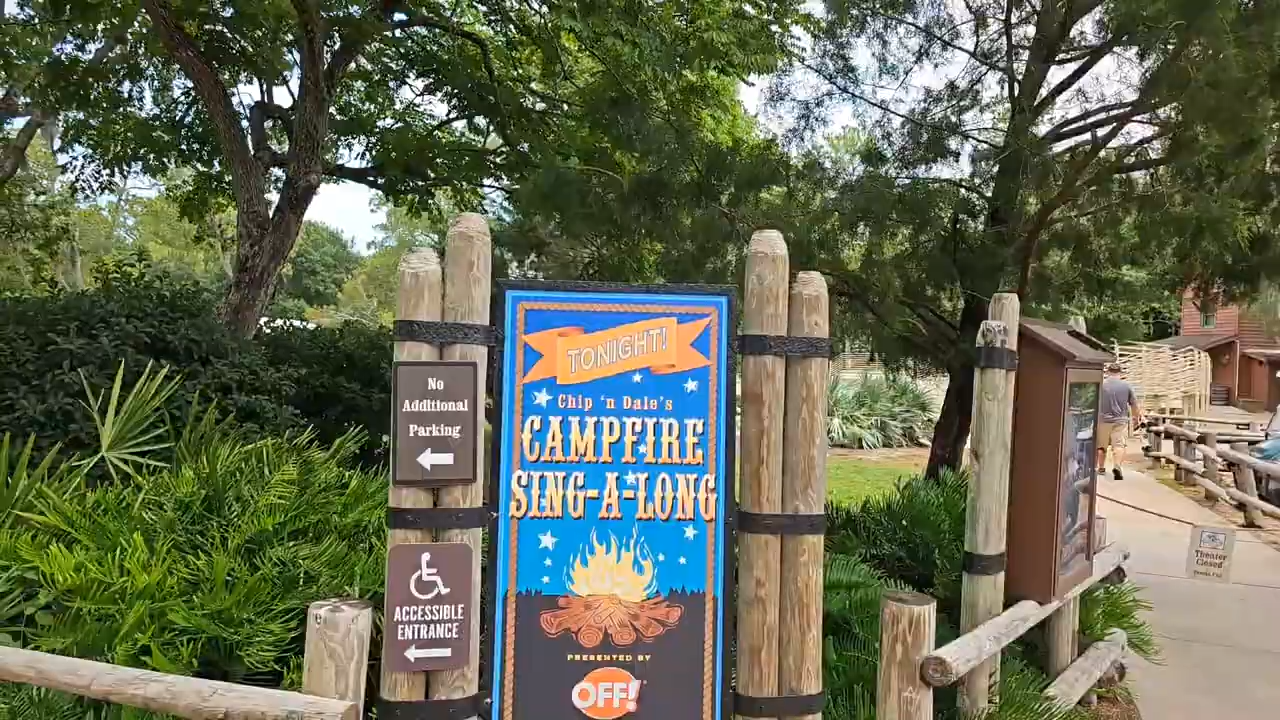 No
Additional
Parking
ACCESSIBLE
ENTRANCE
TONIGHT!
Chip 'n Dale's
CAMPFIRE
SING-A-LONG
PRESENTED BY
OFF!
Theater
Closed